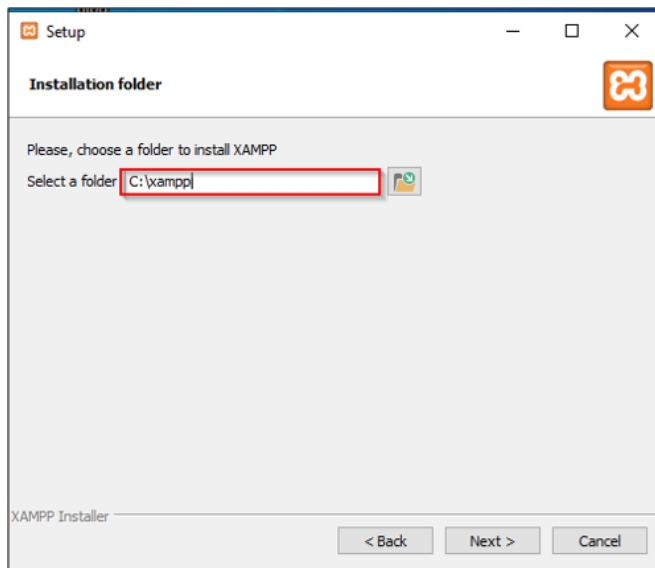 Setup
Installation folder
Please, choose a folder to install XAMPP
Select a folder C:\xampp
XAMPP Installer
< Back Next > Cancel